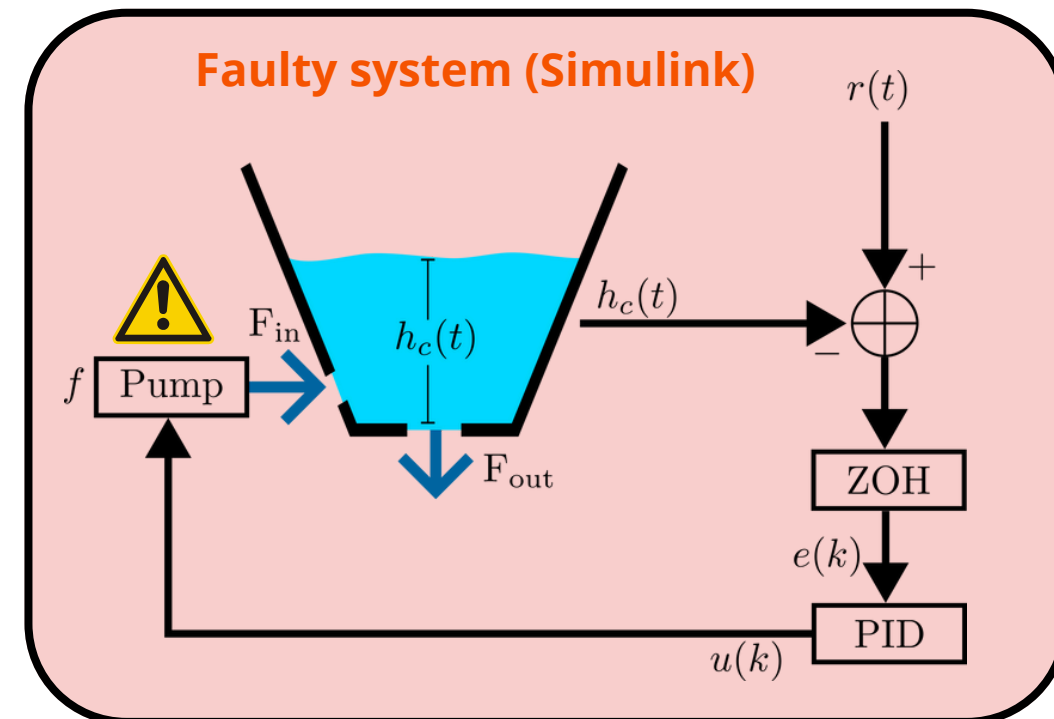 Faulty system (Simulink)
r(t)
+
h_c(t)
−
F_in
h_c(t)
f
Pump
F_out
ZOH
e(k)
PID
u(k)